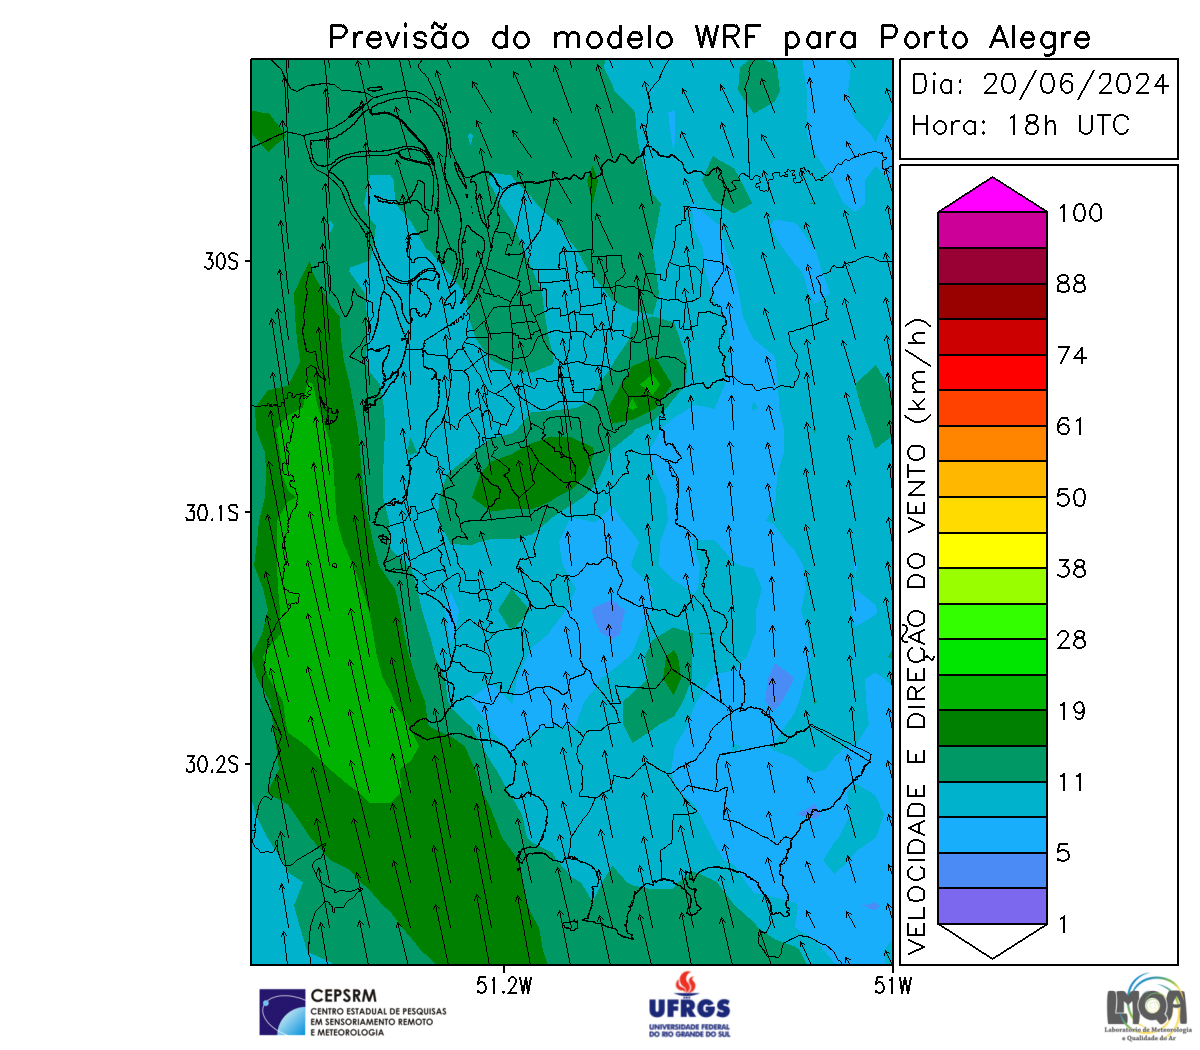 Previsão do modelo WRF para Porto Alegre
Dia: 20/06/2024
Hora: 18h UTC
30S
30.1S
30.2S
51.2W
51W
VELOCIDADE E DIREÇÃO DO VENTO (km/h)
100
88
74
61
50
38
28
19
11
5
1
CEPSRM
CENTRO ESTADUAL DE PESQUISAS
EM SENSORIAMENTO REMOTO
E METEOROLOGIA
UFRGS
UNIVERSIDADE FEDERAL
DO RIO GRANDE DO SUL
LMQA
Laboratório de Meteorologia
e Qualidade do Ar